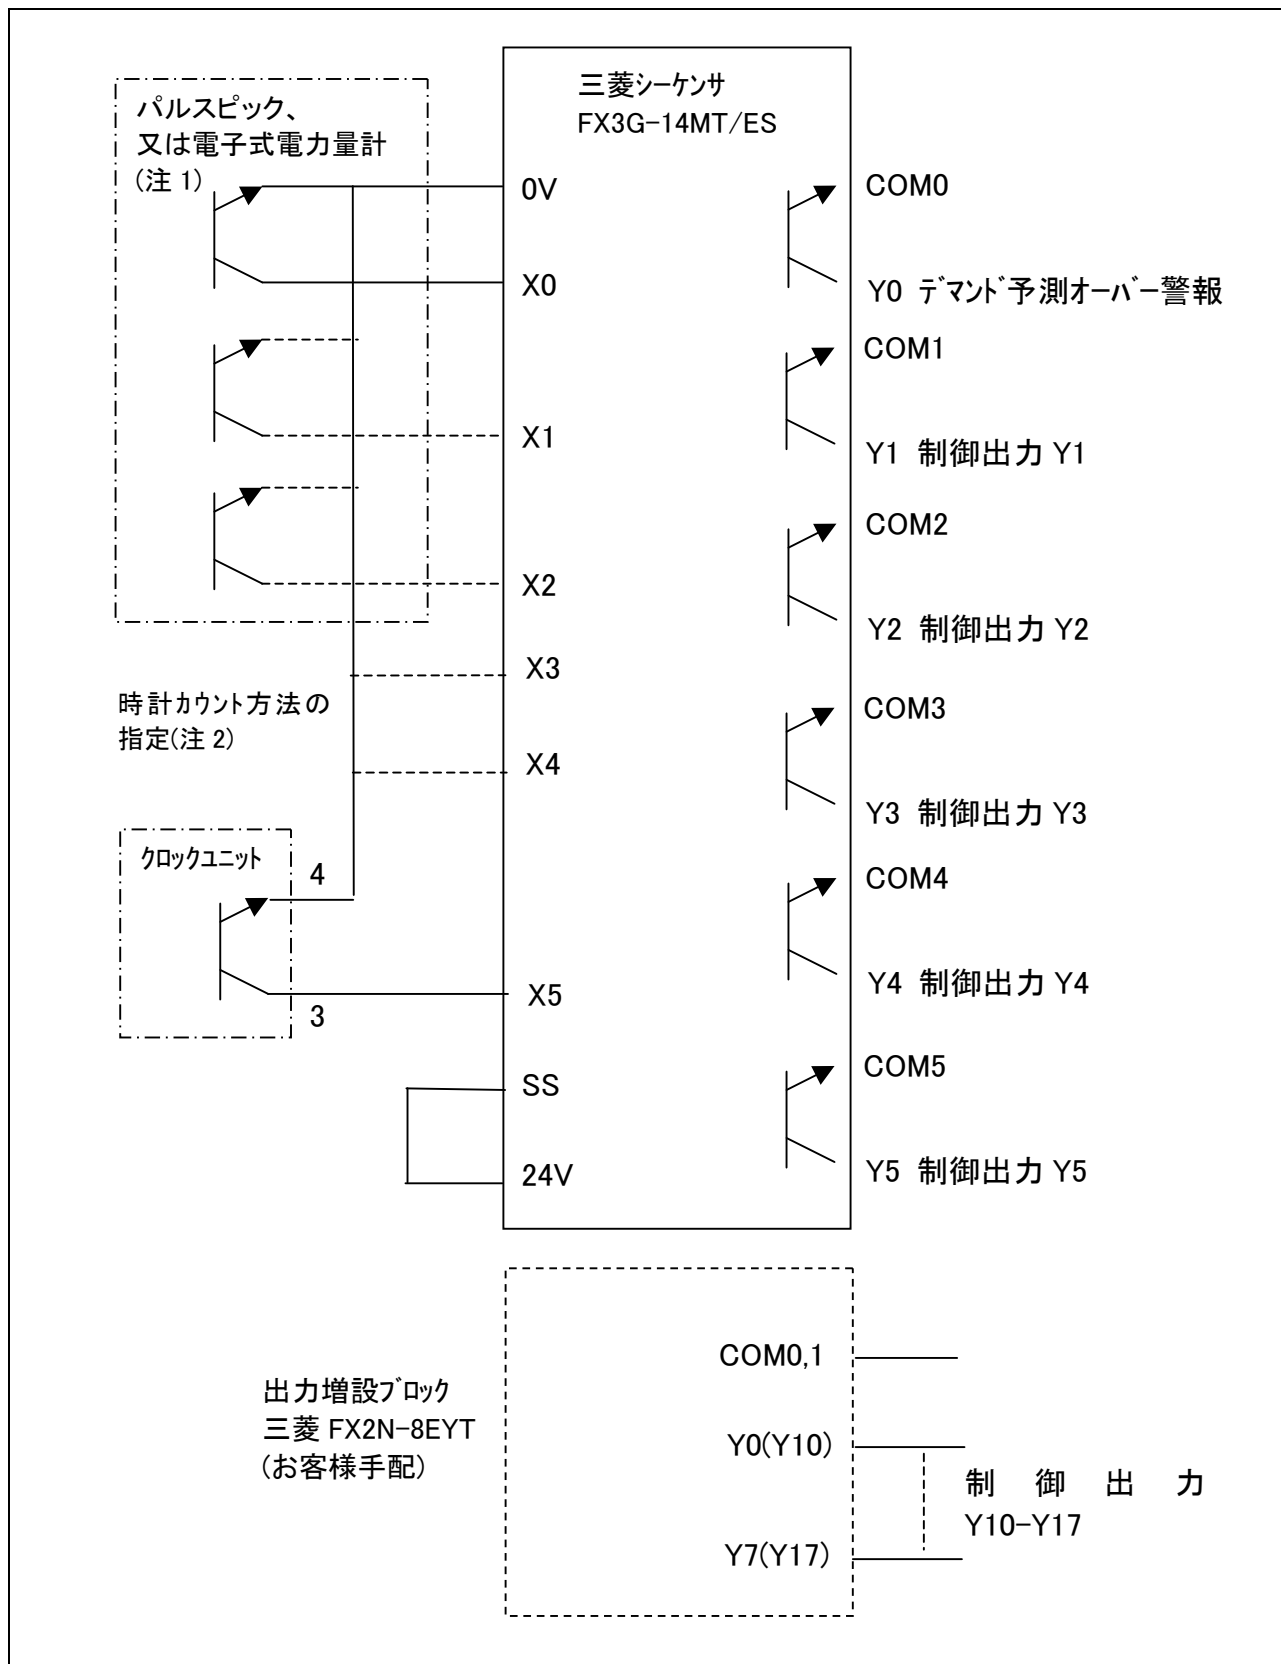 三菱シーケンサ
FX3G-14MT/ES
パルスピック、
又は電子式電力量計
(注 1)
0V
X0
X1
X2
X3
X4
X5
SS
24V
時計ｶｳﾝﾄ方法の
指定(注 2)
ｸﾛｯｸﾕﾆｯﾄ
4
3
COM0
Y0 ﾃﾞﾏﾝﾄﾞ予測ｵｰﾊﾞｰ警報
COM1
Y1 制御出力 Y1
COM2
Y2 制御出力 Y2
COM3
Y3 制御出力 Y3
COM4
Y4 制御出力 Y4
COM5
Y5 制御出力 Y5
出力増設ﾌﾞﾛｯｸ
三菱 FX2N-8EYT
(お客様手配)
COM0,1
Y0(Y10)
Y7(Y17)
制 御 出 力
Y10-Y17